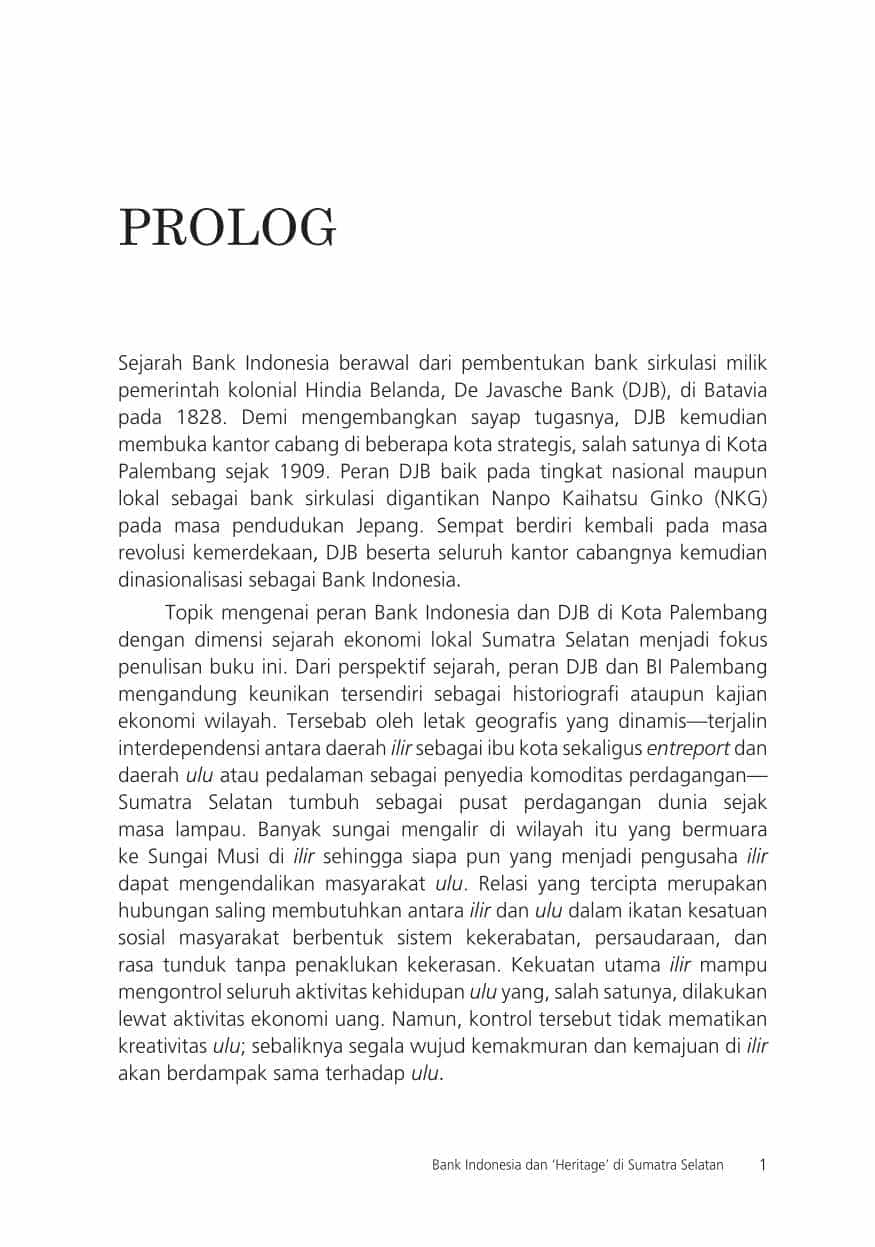 PROLOG
Sejarah Bank Indonesia berawal dari pembentukan bank sirkulasi milik
pemerintah kolonial Hindia Belanda, De Javasche Bank (DJB), di Batavia
pada 1828. Demi mengembangkan sayap tugasnya, DJB kemudian
membuka kantor cabang di beberapa kota strategis, salah satunya di Kota
Palembang sejak 1909. Peran DJB baik pada tingkat nasional maupun
lokal sebagai bank sirkulasi digantikan Nanpo Kaihatsu Ginko (NKG)
pada masa pendudukan Jepang. Sempat berdiri kembali pada masa
revolusi kemerdekaan, DJB beserta seluruh kantor cabangnya kemudian
dinasionalisasi sebagai Bank Indonesia.
Topik mengenai peran Bank Indonesia dan DJB di Kota Palembang
dengan dimensi sejarah ekonomi lokal Sumatra Selatan menjadi fokus
penulisan buku ini. Dari perspektif sejarah, peran DJB dan BI Palembang
mengandung keunikan tersendiri sebagai historiografi ataupun kajian
ekonomi wilayah. Tersebab oleh letak geografis yang dinamis—terjalin
interdependensi antara daerah ilir sebagai ibu kota sekaligus entreport dan
daerah ulu atau pedalaman sebagai penyedia komoditas perdagangan—
Sumatra Selatan tumbuh sebagai pusat perdagangan dunia sejak
masa lampau. Banyak sungai mengalir di wilayah itu yang bermuara
ke Sungai Musi di ilir sehingga siapa pun yang menjadi pengusaha ilir
dapat mengendalikan masyarakat ulu. Relasi yang tercipta merupakan
hubungan saling membutuhkan antara ilir dan ulu dalam ikatan kesatuan
sosial masyarakat berbentuk sistem kekerabatan, persaudaraan, dan
rasa tunduk tanpa penaklukan kekerasan. Kekuatan utama ilir mampu
mengontrol seluruh aktivitas kehidupan ulu yang, salah satunya, dilakukan
lewat aktivitas ekonomi uang. Namun, kontrol tersebut tidak mematikan
kreativitas ulu; sebaliknya segala wujud kemakmuran dan kemajuan di ilir
akan berdampak sama terhadap ulu.
Bank Indonesia dan ‘Heritage’ di Sumatra Selatan 1